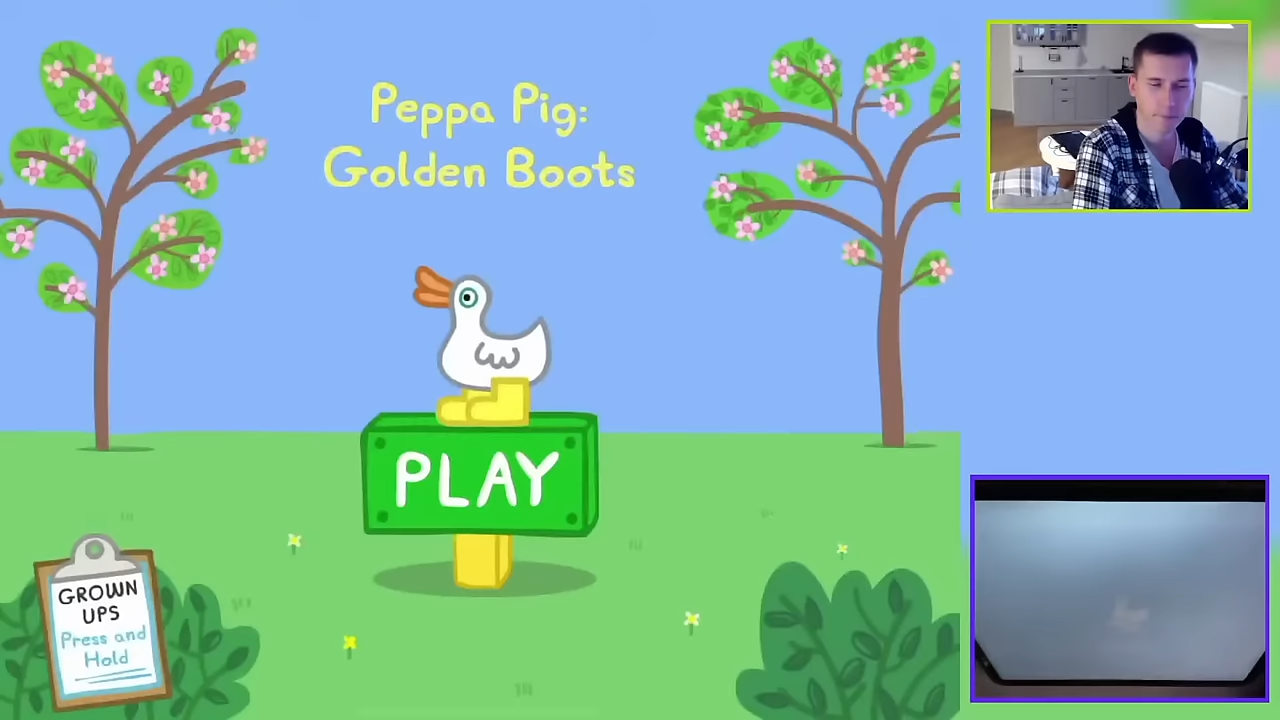 Peppa Pig:
Golden Boots
PLAY
GROWN
UPS
Press and
Hold